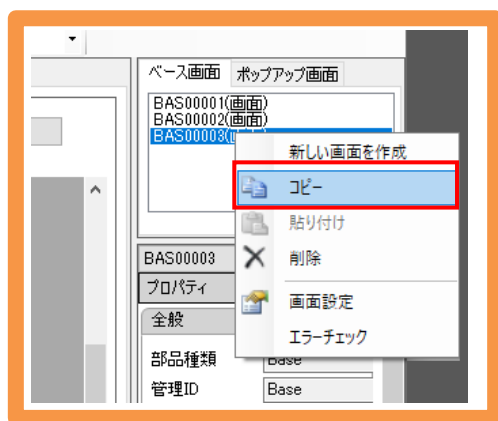 ベース画面 ポップアップ画面
BAS00001(画面)
BAS00002(画面)
BAS00003(
新しい画面を作成
コピー
貼り付け
削除
画面設定
エラーチェック
BAS00003
プロパティ
全般
部品種類 Base
管理ID Base